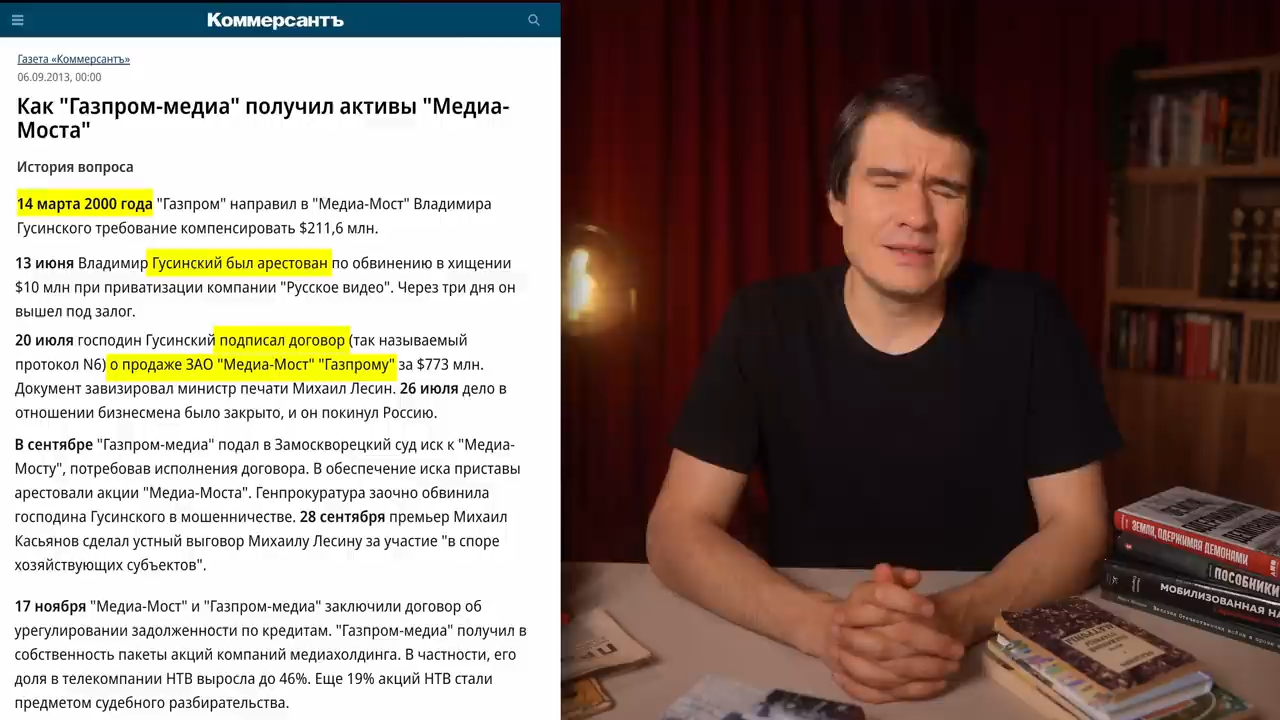 Коммерсантъ
Газета «Коммерсантъ»
06.09.2013, 00:00
Как "Газпром-медиа" получил активы "Медиа-
Моста"
История вопроса
14 марта 2000 года "Газпром" направил в "Медиа-Мост" Владимира
Гусинского требование компенсировать $211,6 млн.
13 июня Владимир Гусинский был арестован по обвинению в хищении
$10 млн при приватизации компании "Русское видео". Через три дня он
вышел под залог.
20 июля господин Гусинский подписал договор (так называемый
протокол N6) о продаже ЗАО "Медиа-Мост" "Газпрому" за $773 млн.
Документ завизировал министр печати Михаил Лесин. 26 июля дело в
отношении бизнесмена было закрыто, и он покинул Россию.
В сентябре "Газпром-медиа" подал в Замоскворецкий суд иск к "Медиа-
Мосту", потребовав исполнения договора. В обеспечение иска приставы
арестовали акции "Медиа-Моста". Генпрокуратура заочно обвинила
господина Гусинского в мошенничестве. 28 сентября премьер Михаил
Касьянов сделал устный выговор Михаилу Лесину за участие "в споре
хозяйствующих субъектов".
17 ноября "Медиа-Мост" и "Газпром-медиа" заключили договор об
урегулировании задолженности по кредитам. "Газпром-медиа" получил в
собственность пакеты акций компаний медиахолдинга. В частности, его
доля в телекомпании НТВ выросла до 46%. Еще 19% акций НТВ стали
предметом судебного разбирательства.
ЗЕМЛЯ, ОДЕРЖИМАЯ ДЕМОНАМИ
ПОСОБНИКИ
МОБИЛИЗОВАННАЯ НА